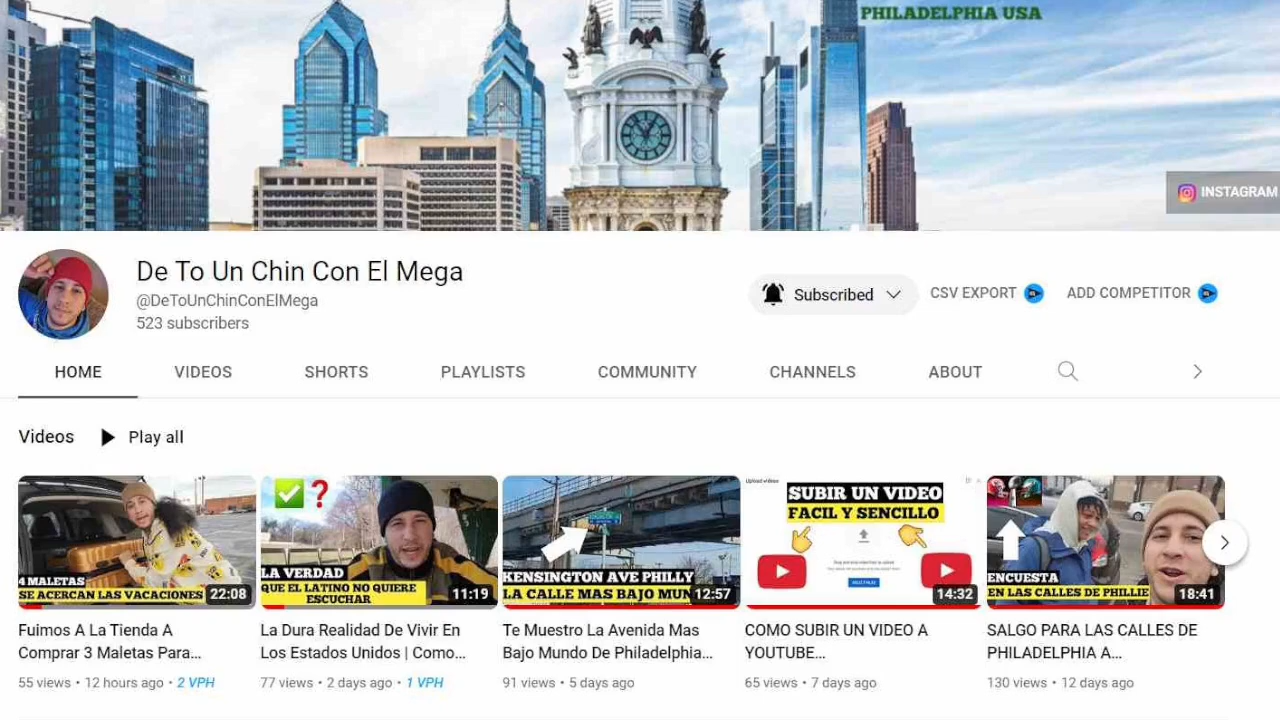 PHILADELPHIA USA
INSTAGRAM
De To Un Chin Con El Mega
@DeToUnChinConElMega
523 subscribers
Subscribed
CSV EXPORT
ADD COMPETITOR
HOME
VIDEOS
SHORTS
PLAYLISTS
COMMUNITY
CHANNELS
ABOUT
Videos
Play all
4 MALETAS
SE ACERCAN LAS VACACIONES
22:08
LA VERDAD
QUE EL LATINO NO QUIERE
ESCUCHAR
11:19
KENSINGTON AVE PHILLY
LA CALLE MAS BAJO MUN
12:57
Upload videos
SUBIR UN VIDEO
FACIL Y SENCILLO
14:32
ENCUESTA
EN LAS CALLES DE PHILLIE
18:41
Fuimos A La Tienda A
Comprar 3 Maletas Para...
55 views • 12 hours ago • 2 VPH
La Dura Realidad De Vivir En
Los Estados Unidos | Como...
77 views • 2 days ago • 1 VPH
Te Muestro La Avenida Mas
Bajo Mundo De Philadelphia...
91 views • 5 days ago
COMO SUBIR UN VIDEO A
YOUTUBE...
65 views • 7 days ago
SALGO PARA LAS CALLES DE
PHILADELPHIA A...
130 views • 12 days ago